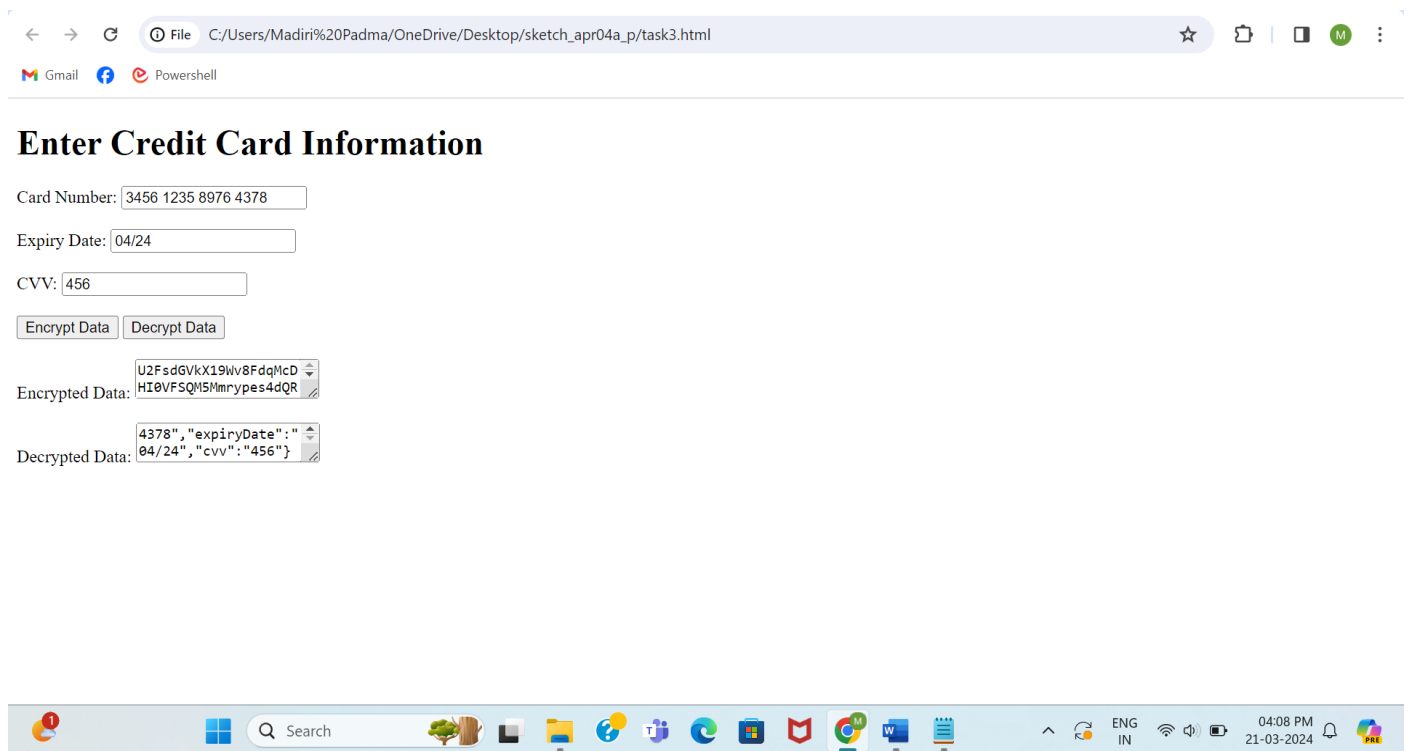 File C:/Users/Madiri%20Padma/OneDrive/Desktop/sketch_apr04a_p/task3.html M
Gmail Powershell
Enter Credit Card Information
Card Number: 3456 1235 8976 4378
Expiry Date: 04/24
CVV: 456
Encrypt Data Decrypt Data
U2FsdGVkX19Wv8FdqMcD
Encrypted Data: HI0VFSQM5Mmrypes4dQR
4378","expiryDate":"
Decrypted Data: 04/24","cvv":"456"}
1 Search M W ENG 04:08 PM
IN 21-03-2024 PRE